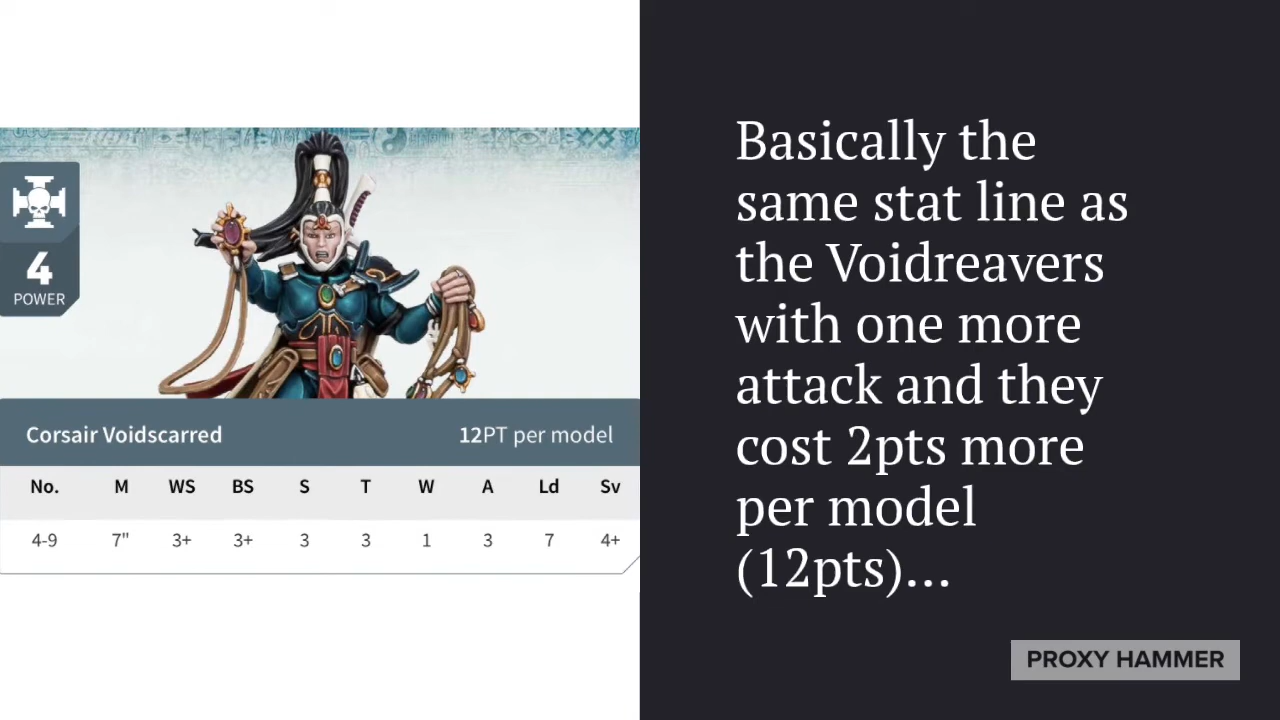 4
POWER
Corsair Voidscarred 12PT per model
No. M WS BS S T W A Ld Sv
4-9 7" 3+ 3+ 3 3 1 3 7 4+
Basically the
same stat line as
the Voidreavers
with one more
attack and they
cost 2pts more
per model
(12pts)...
PROXY HAMMER